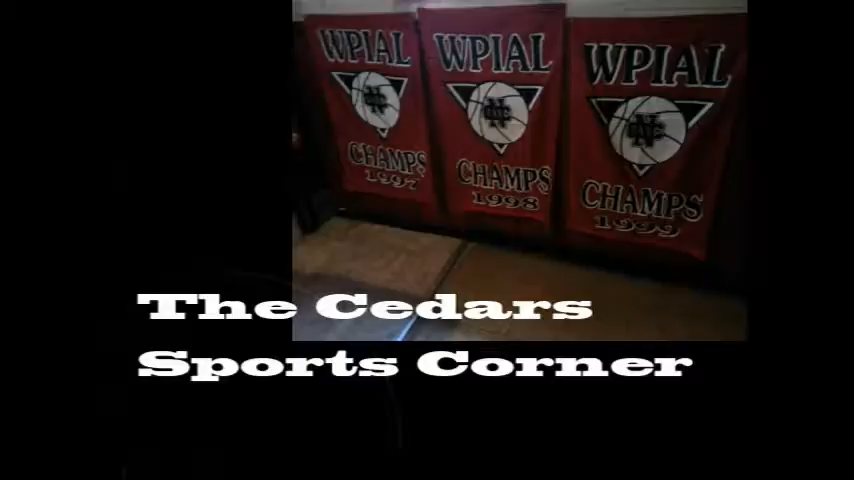 WPIAL WPIAL WPIAL
CHAMPS CHAMPS CHAMPS
1997 1998 1999
The Cedars
Sports Corner